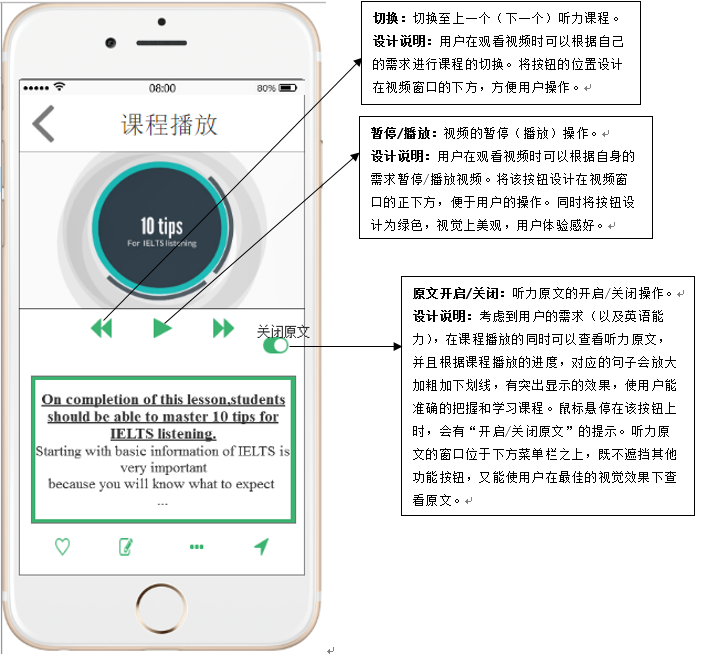 08:00
80%
课程播放
10 tips
For IELTS listening
关闭原文
On completion of this lesson,students
should be able to master 10 tips for
IELTS listening.
Starting with basic information of IELTS is
very important
because you will know what to expect
...
切换：切换至上一个（下一个）听力课程。
设计说明：用户在观看视频时可以根据自己
的需求进行课程的切换。将按钮的位置设计
在视频窗口的下方，方便用户操作。
暂停/播放：视频的暂停（播放）操作。
设计说明：用户在观看视频时可以根据自身的
需求暂停/播放视频。将该按钮设计在视频窗
口的正下方，便于用户的操作。同时将按钮设
计为绿色，视觉上美观，用户体验感好。
原文开启/关闭：听力原文的开启/关闭操作。
设计说明：考虑到用户的需求（以及英语能
力），在课程播放的同时可以查看听力原文，
并且根据课程播放的进度，对应的句子会放大
加粗加下划线，有突出显示的效果，使用户能
准确的把握和学习课程。鼠标悬停在该按钮上
时，会有“开启/关闭原文”的提示。听力原
文的窗口位于下方菜单栏之上，既不遮挡其他
功能按钮，又能使用户在最佳的视觉效果下查
看原文。